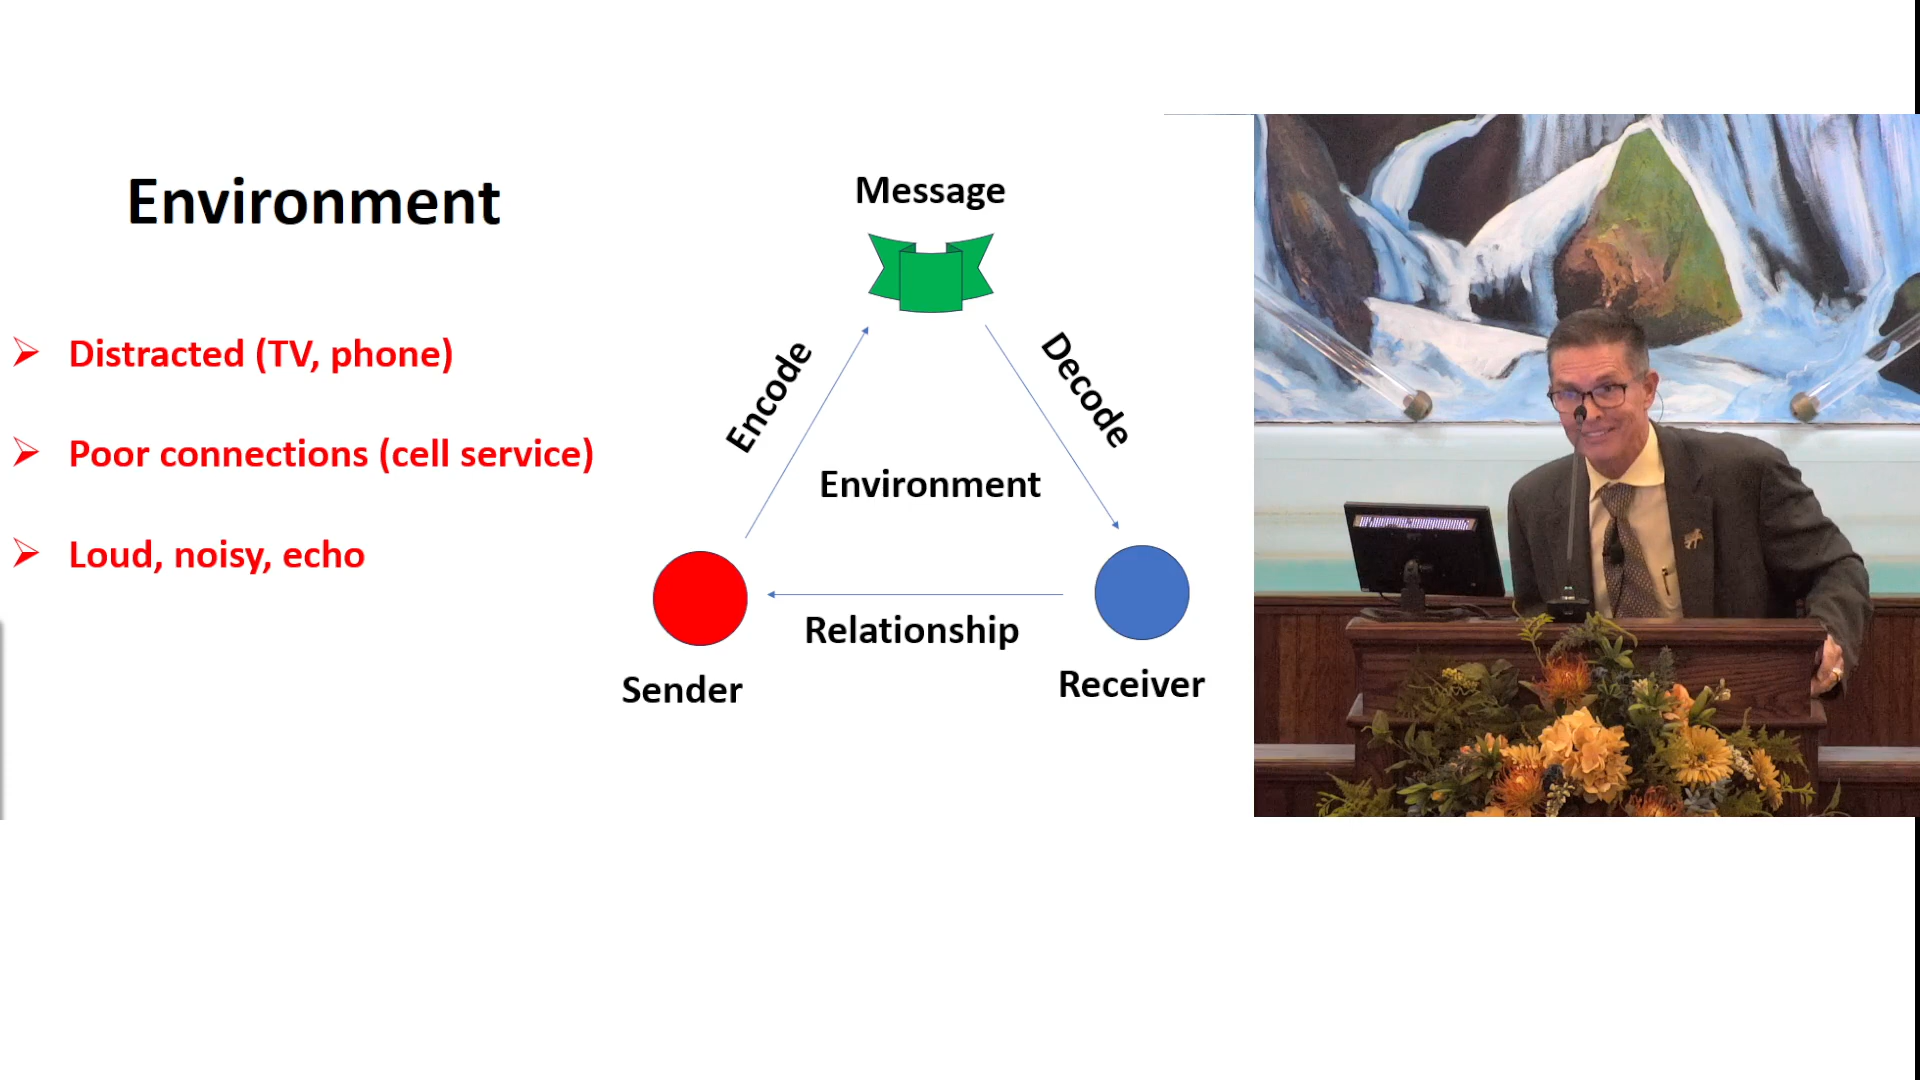 Environment
Distracted (TV, phone)
Poor connections (cell service)
Loud, noisy, echo
Message
Encode
Decode
Environment
Relationship
Sender
Receiver